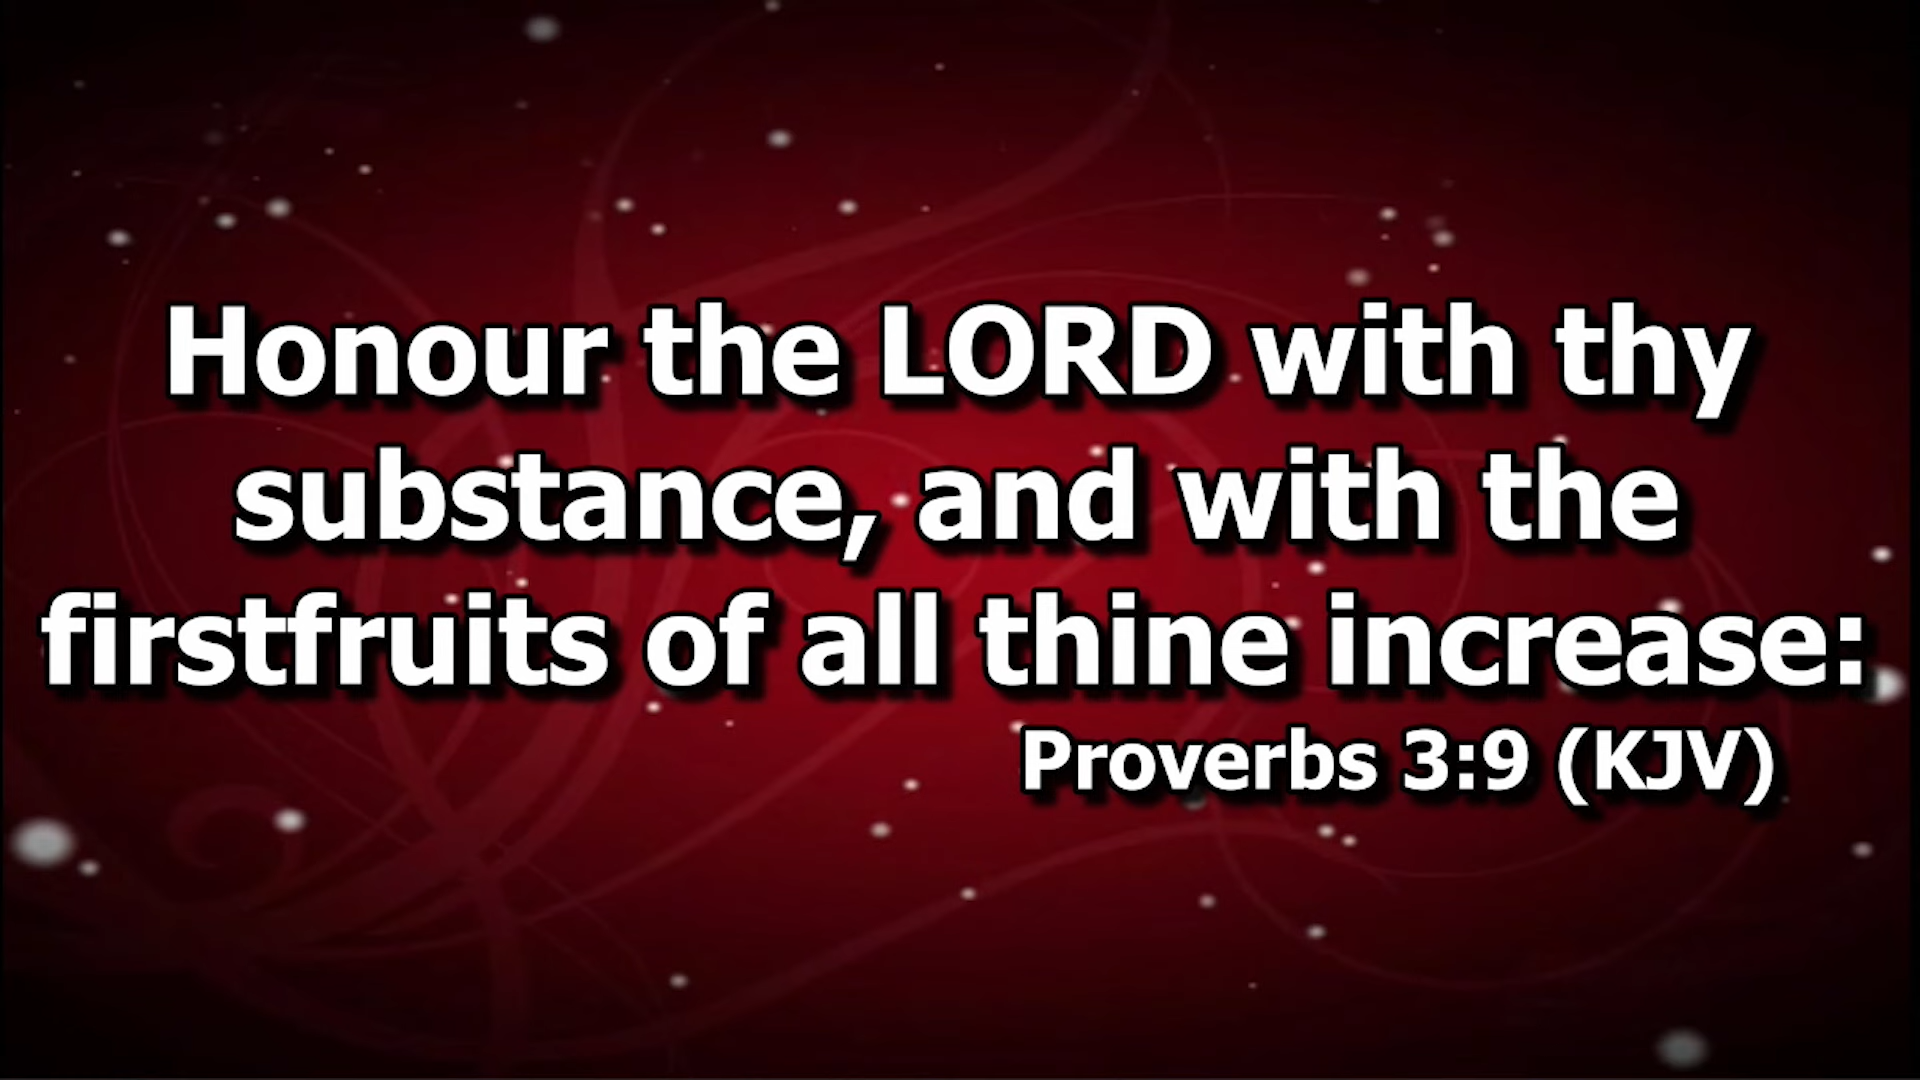 Honour the LORD with thy
substance, and with the
firstfruits of all thine increase:
Proverbs 3:9 (KJV)